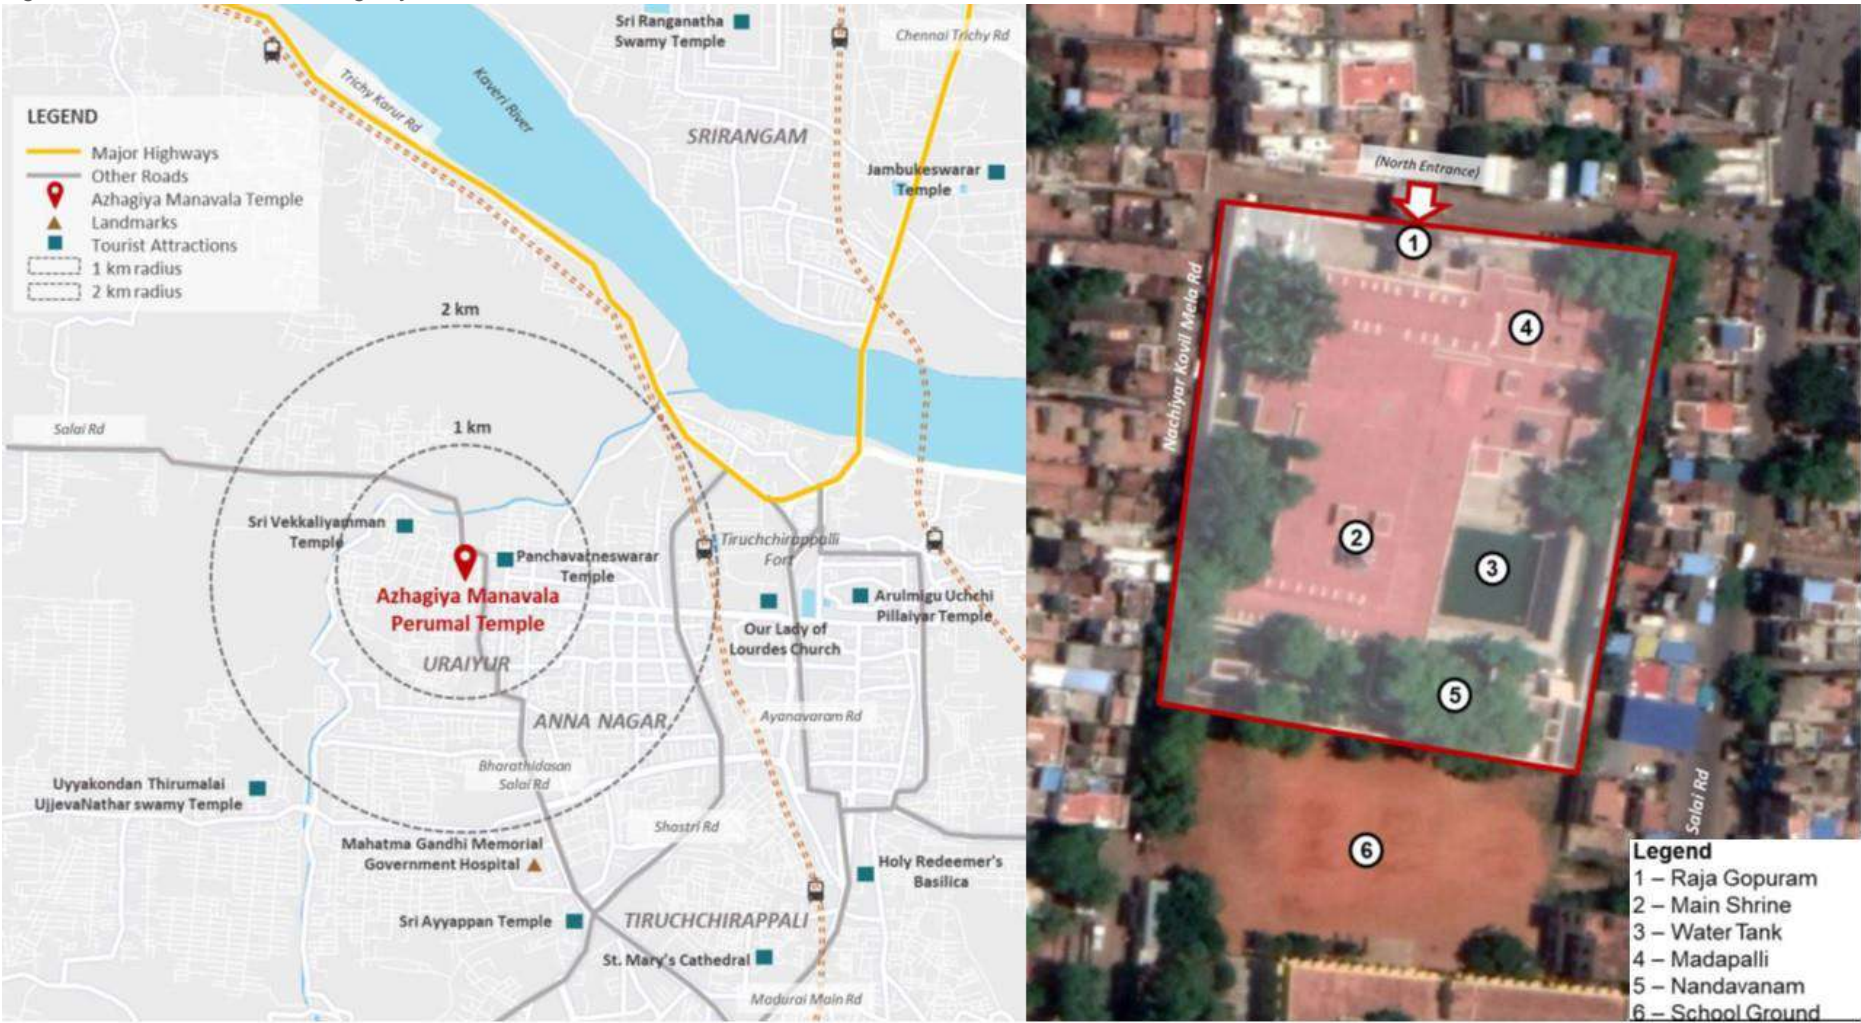 Sri Ranganatha
Swamy Temple
Chennai Trichy Rd
Trichy Karur Rd
Kaveri River
SRIRANGAM
Jambukeswarar
Temple
LEGEND
Major Highways
Other Roads
Azhagiya Manavala Temple
Landmarks
Tourist Attractions
1 km radius
2 km radius
2 km
1 km
Salai Rd
Sri Vekkaliyamman
Temple
Panchavarneswarar
Temple
Azhagiya Manavala
Perumal Temple
URAIYUR
Tiruchchirappalli
Fort
Arulmigu Uchchi
Pillaiyar Temple
Our Lady of
Lourdes Church
ANNA NAGAR
Ayanavaram Rd
Bharathidasan
Salai Rd
Uyyakondan Thirumalai
UjjevaNathar swamy Temple
Shastri Rd
Mahatma Gandhi Memorial
Government Hospital
Holy Redeemer's
Basilica
Sri Ayyappan Temple
TIRUCHCHIRAPPALI
St. Mary's Cathedral
Madurai Main Rd
(North Entrance)
1
Nachiyar Kovil Mela Rd
4
2
3
5
6
Salai Rd
Legend
1 – Raja Gopuram
2 – Main Shrine
3 – Water Tank
4 – Madapalli
5 – Nandavanam
6 – School Ground